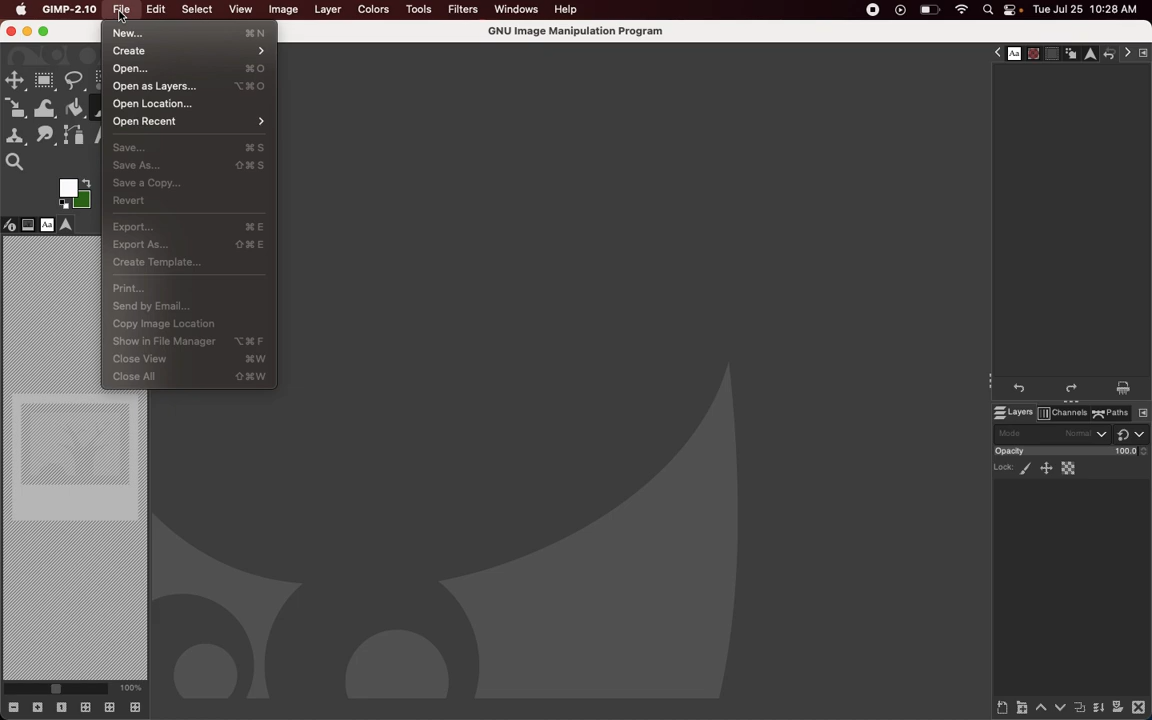 GIMP-2.10 File Edit Select View Image Layer Colors Tools Filters Windows Help Tue Jul 25 10:28 AM
GNU Image Manipulation Program
New... ⌘ N
Create >
Open... ⌘ O
Open as Layers... ⌥ ⌘ O
Open Location...
Open Recent >
Save... ⌘ S
Save As... ⇧ ⌘ S
Save a Copy...
Revert
Export... ⌘ E
Export As... ⇧ ⌘ E
Create Template...
Print...
Send by Email...
Copy Image Location
Show in File Manager ⌥ ⌘ F
Close View ⌘ W
Close All ⇧ ⌘ W
Aa
Aa
100%
1
Layers Channels Paths
Mode Normal
Opacity 100.0
Lock: